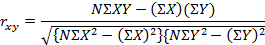 r_xy = (NΣXY − (ΣX)(ΣY)) / √({NΣX² − (ΣX)²}{NΣY² − (ΣY)²})